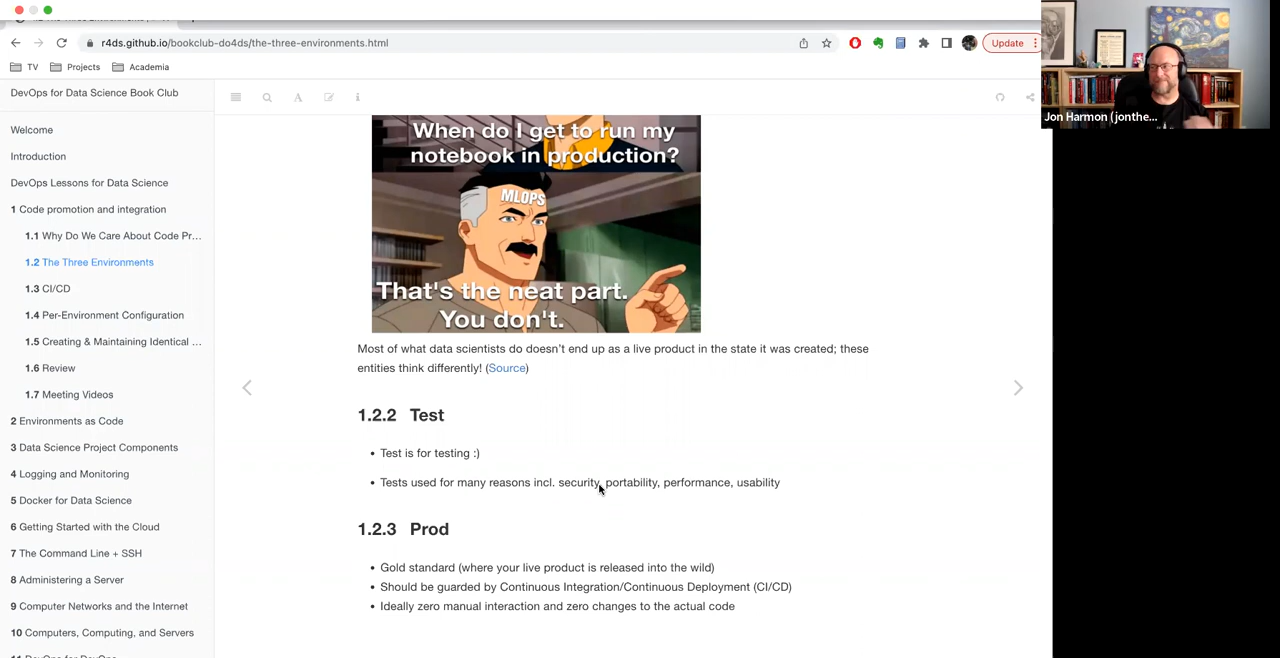 r4ds.github.io/bookclub-do4ds/the-three-environments.html
Update
TV
Projects
Academia
DevOps for Data Science Book Club
Welcome
Introduction
DevOps Lessons for Data Science
1 Code promotion and integration
1.1 Why Do We Care About Code Pr...
1.2 The Three Environments
1.3 CI/CD
1.4 Per-Environment Configuration
1.5 Creating & Maintaining Identical ...
1.6 Review
1.7 Meeting Videos
2 Environments as Code
3 Data Science Project Components
4 Logging and Monitoring
5 Docker for Data Science
6 Getting Started with the Cloud
7 The Command Line + SSH
8 Administering a Server
9 Computer Networks and the Internet
10 Computers, Computing, and Servers
When do I get to run my
notebook in production?
MLOPS
That's the neat part.
You don't.
Most of what data scientists do doesn't end up as a live product in the state it was created; these
entities think differently! (Source)
1.2.2 Test
• Test is for testing :)
• Tests used for many reasons incl. security, portability, performance, usability
1.2.3 Prod
• Gold standard (where your live product is released into the wild)
• Should be guarded by Continuous Integration/Continuous Deployment (CI/CD)
• Ideally zero manual interaction and zero changes to the actual code
Jon Harmon (jonthe...